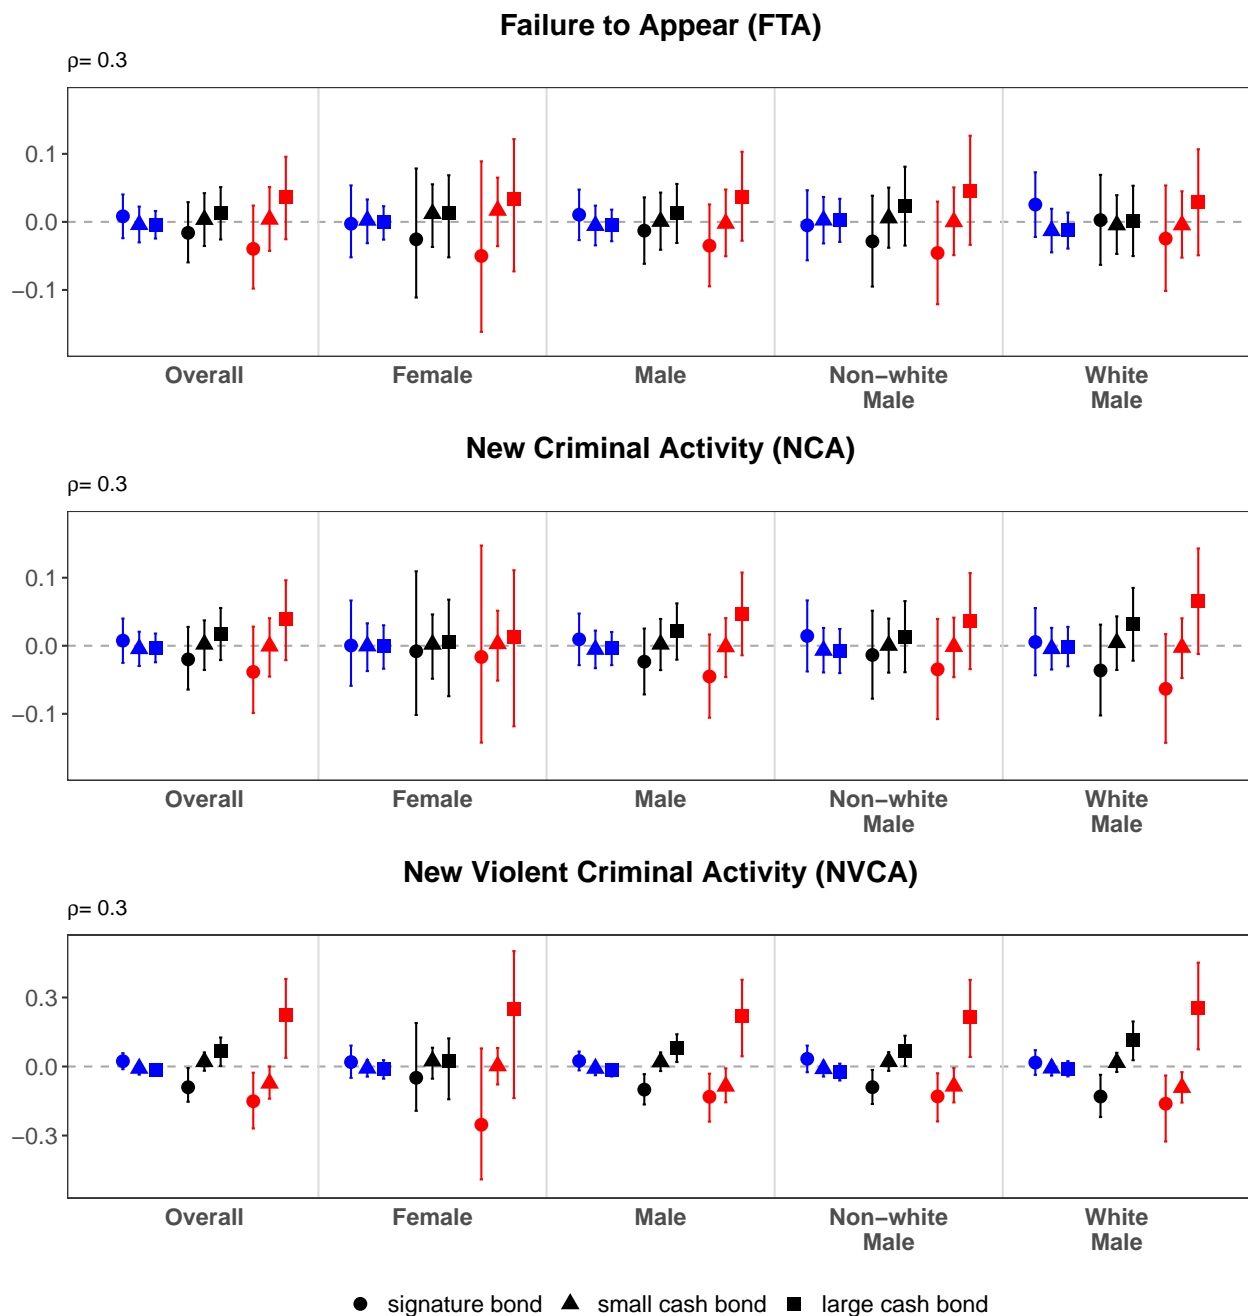 Failure to Appear (FTA)
ρ= 0.3
0.1
0.0
−0.1
Overall Female Male Non−white Male White Male
New Criminal Activity (NCA)
ρ= 0.3
0.1
0.0
−0.1
Overall Female Male Non−white Male White Male
New Violent Criminal Activity (NVCA)
ρ= 0.3
0.3
0.0
−0.3
Overall Female Male Non−white Male White Male
signature bond small cash bond large cash bond